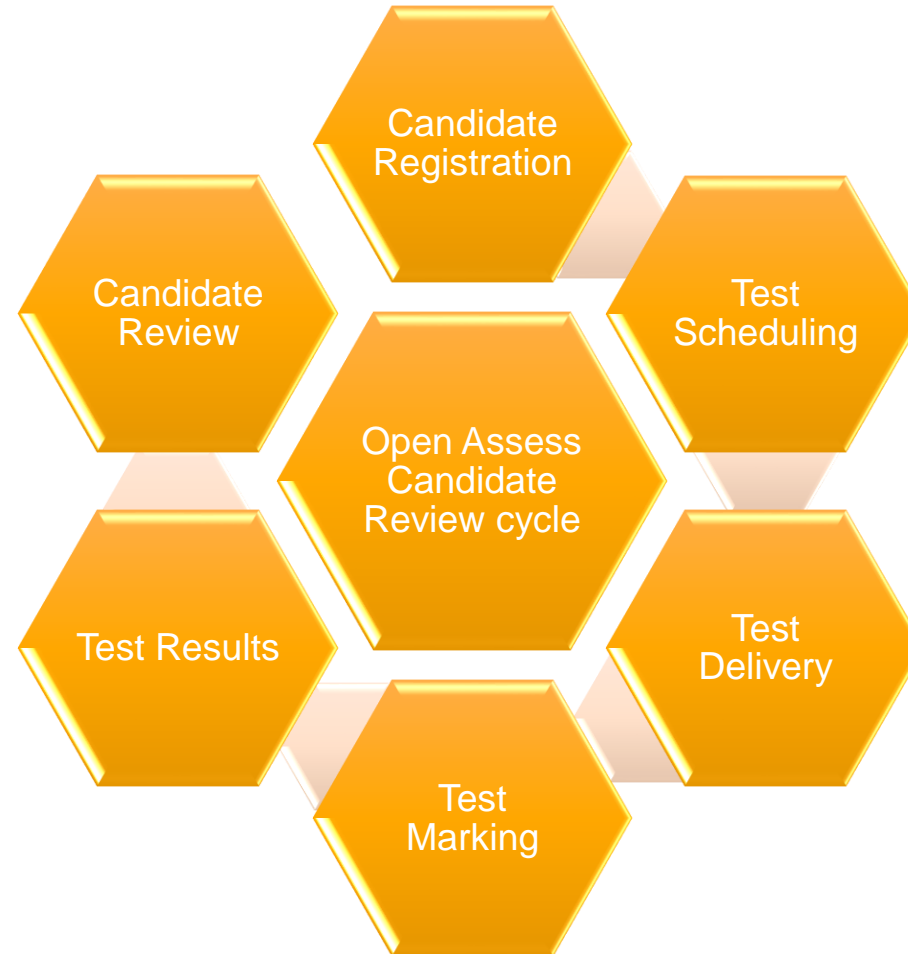 Candidate
Registration
Test
Scheduling
Test
Delivery
Test
Marking
Test Results
Candidate
Review
Open Assess
Candidate
Review cycle